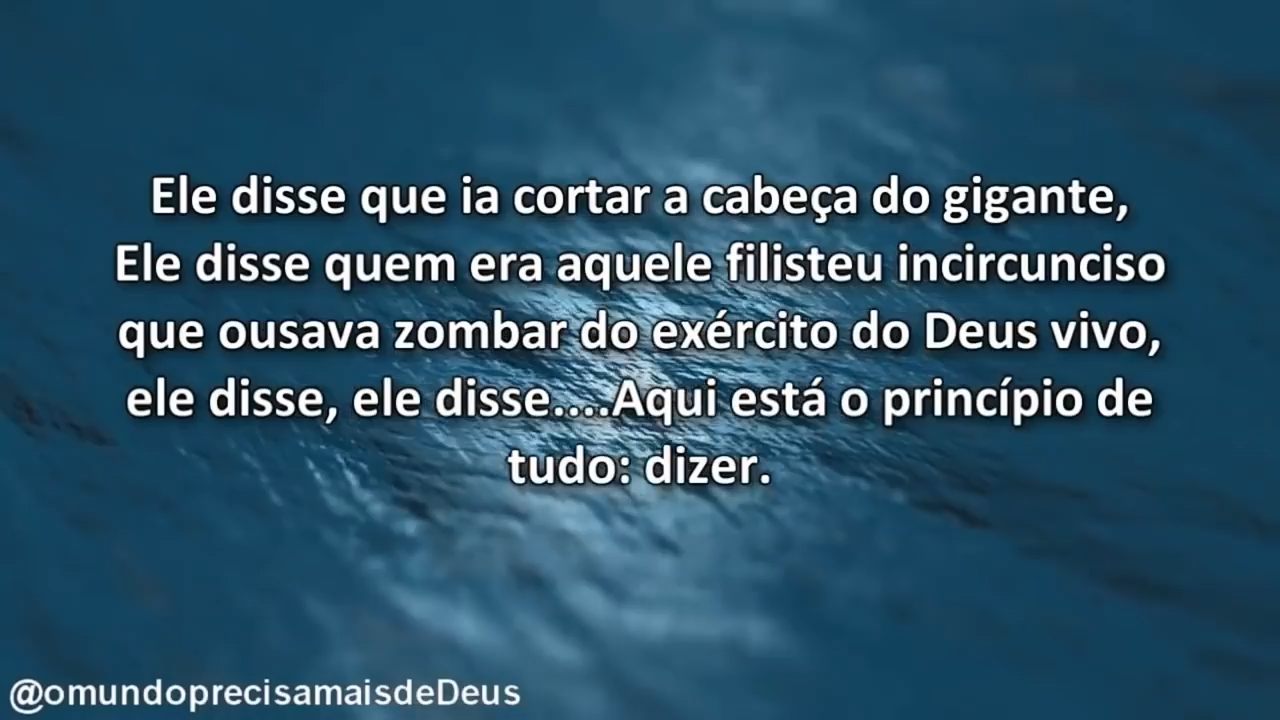 Ele disse que ia cortar a cabeça do gigante,
Ele disse quem era aquele filisteu incircunciso
que ousava zombar do exército do Deus vivo,
ele disse, ele disse....Aqui está o princípio de
tudo: dizer.
@omundoprecisamaisdeDeus